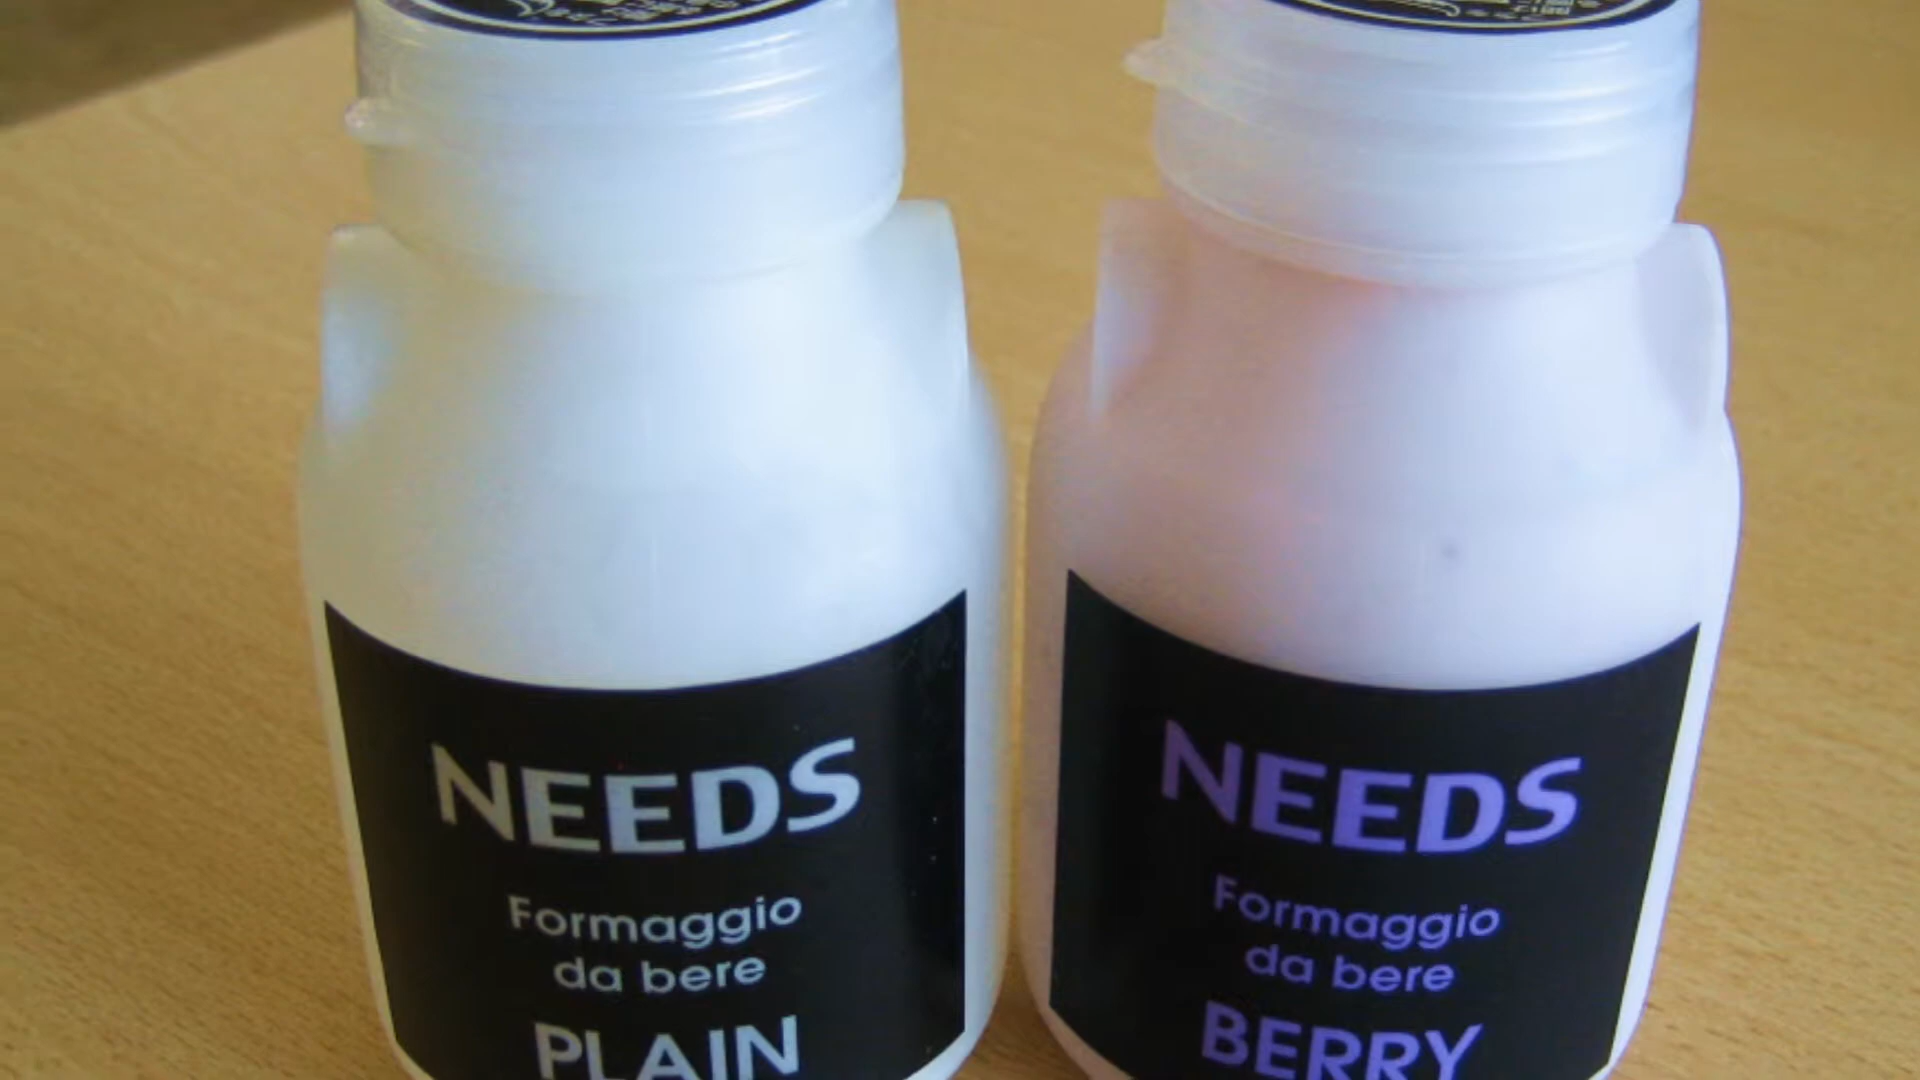 NEEDS
Formaggio
da bere
PLAIN
NEEDS
Formaggio
da bere
BERRY